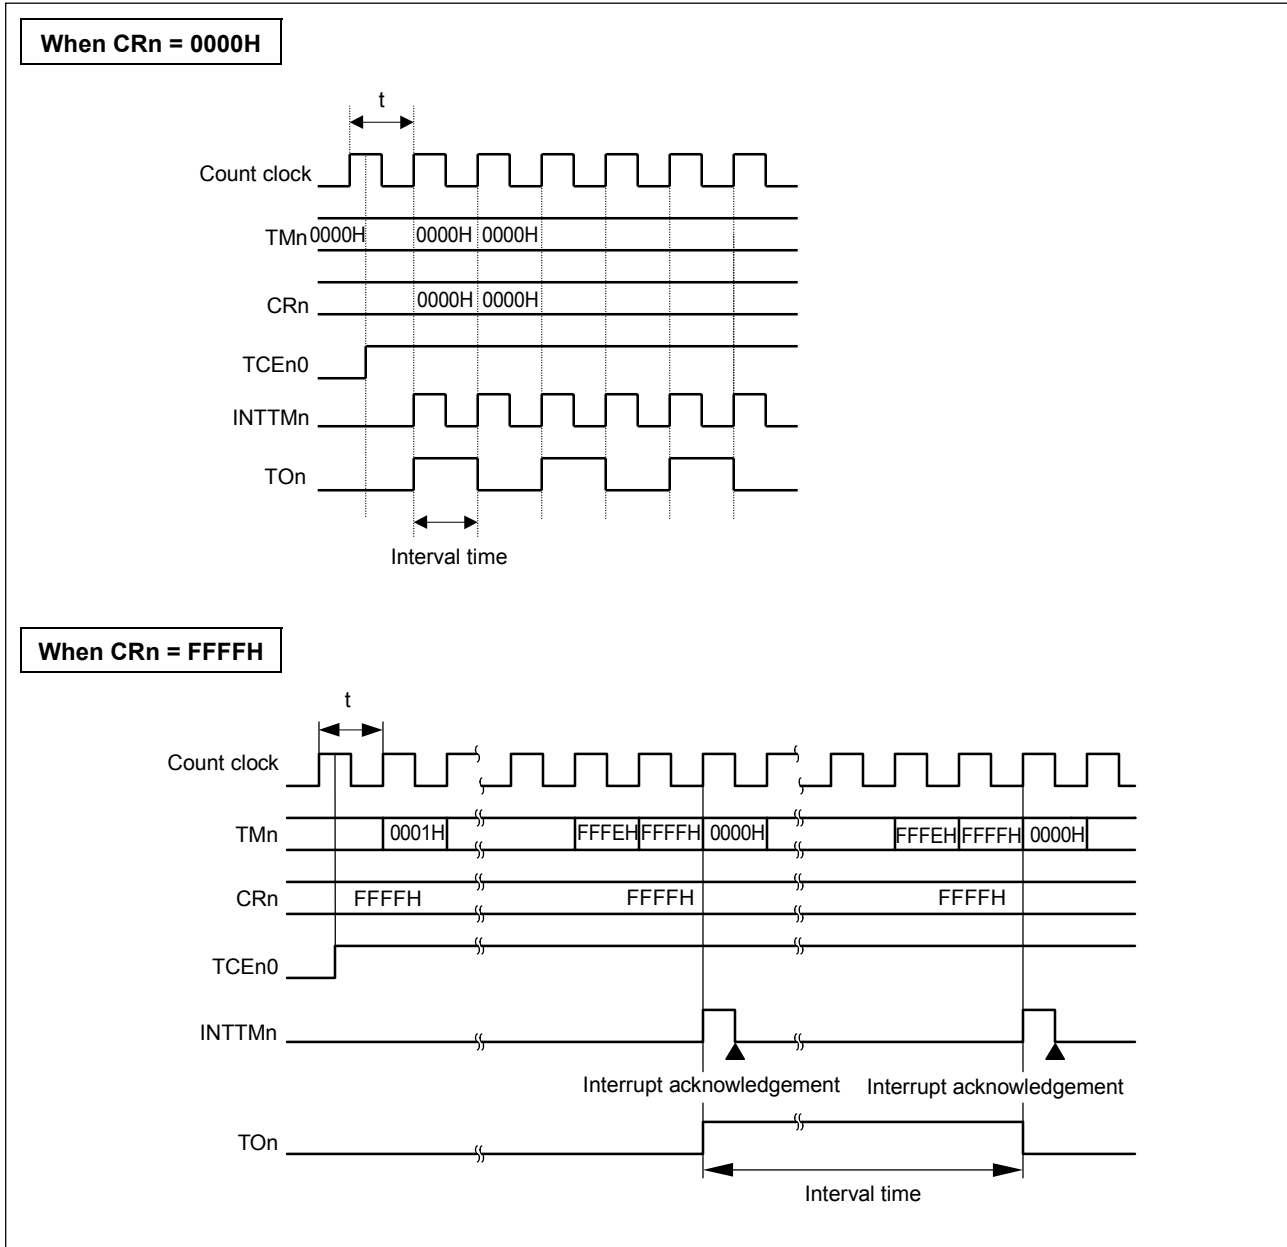 When CRn = 0000H
t
Count clock
TMn 0000H 0000H 0000H
CRn 0000H 0000H
TCEn0
INTTMn
TOn
Interval time
When CRn = FFFFH
t
Count clock
TMn 0001H FFFEH FFFFH 0000H FFFEH FFFFH 0000H
CRn FFFFH FFFFH FFFFH
TCEn0
INTTMn
Interrupt acknowledgement Interrupt acknowledgement
TOn
Interval time